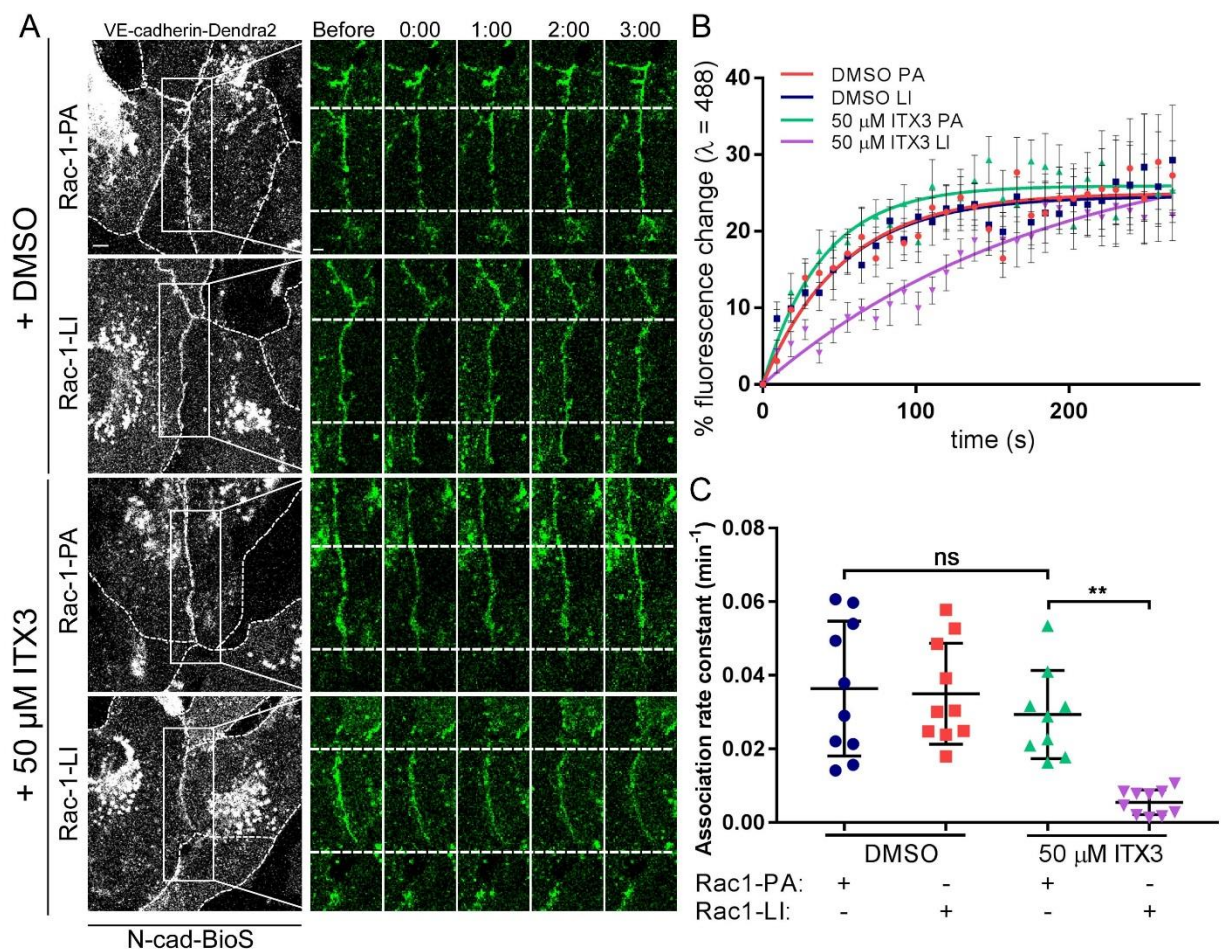 A
VE-cadherin-Dendra2
Before 0:00 1:00 2:00 3:00
+ DMSO
Rac-1-PA
Rac-1-LI
+ 50 µM ITX3
Rac-1-PA
Rac-1-LI
N-cad-BioS
B
DMSO PA
DMSO LI
50 µM ITX3 PA
50 µM ITX3 LI
% fluorescence change (λ = 488)
40
30
20
10
0
0 100 200
time (s)
C
Association rate constant (min⁻¹)
0.08
0.06
0.04
0.02
0.00
ns
**
DMSO 50 µM ITX3
Rac1-PA: + - + -
Rac1-LI: - + - +